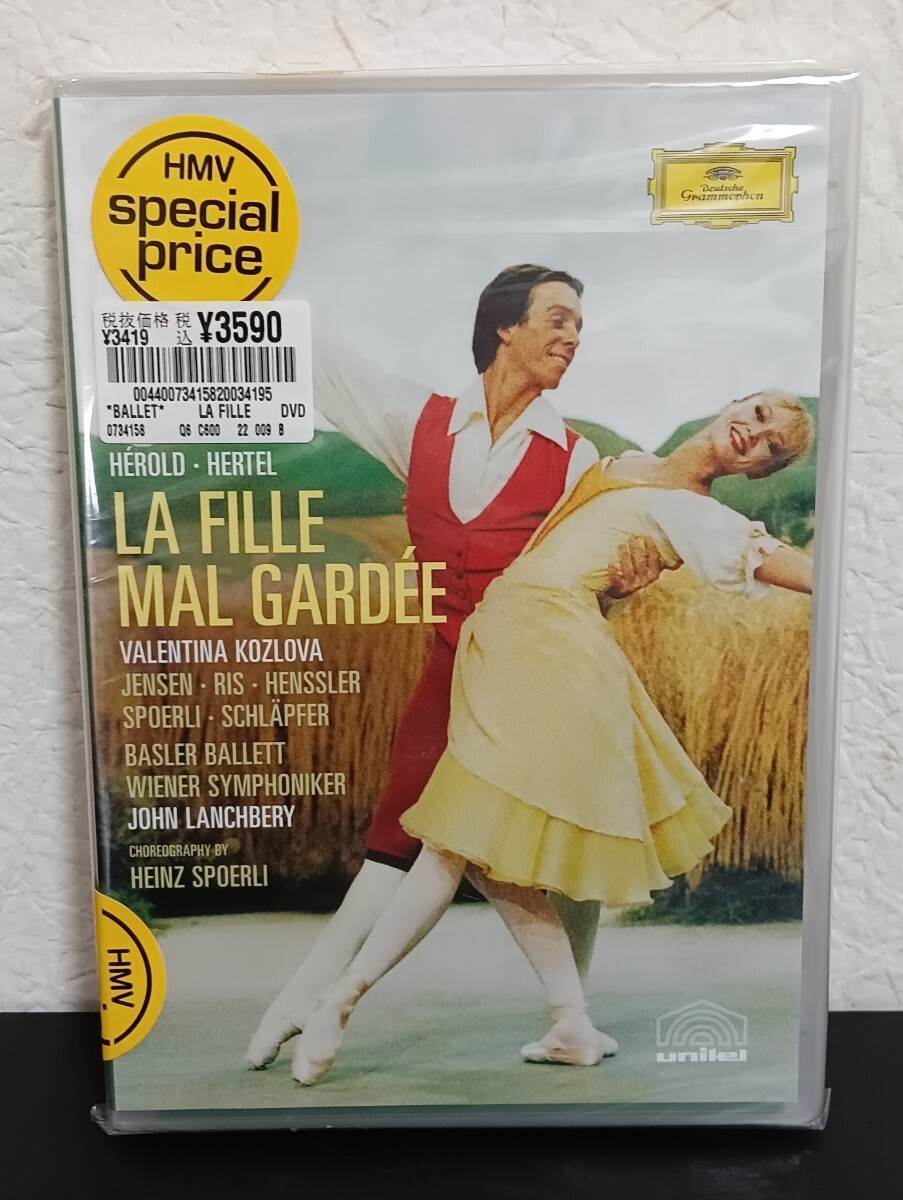 HMV
special
price
Deutsche
Grammophon
税抜価格 税込 ¥3590
¥3419
00440073415820034195
*BALLET* LA FILLE DVD
0734158 Q6 C600 22 009 B
HÉROLD · HERTEL
LA FILLE
MAL GARDÉE
VALENTINA KOZLOVA
JENSEN · RIS · HENSSLER
SPOERLI · SCHLÄPFER
BASLER BALLETT
WIENER SYMPHONIKER
JOHN LANCHBERY
CHOREOGRAPHY BY
HEINZ SPOERLI
HMV
unitel